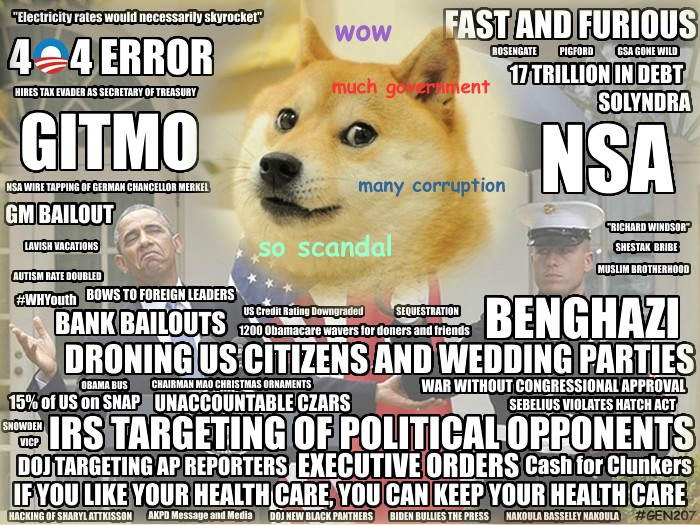 "Electricity rates would necessarily skyrocket"
wow
FAST AND FURIOUS
ROSENGATE PIGFORD GSA GONE WILD
4 4 ERROR
17 TRILLION IN DEBT
HIRES TAX EVADER AS SECRETARY OF TREASURY
much government
SOLYNDRA
GITMO
NSA
NSA WIRE TAPPING OF GERMAN CHANCELLOR MERKEL
many corruption
GM BAILOUT
"RICHARD WINDSOR"
LAVISH VACATIONS
so scandal
SHESTAK BRIBE
AUTISM RATE DOUBLED
MUSLIM BROTHERHOOD
#WHYouth BOWS TO FOREIGN LEADERS
BANK BAILOUTS
US Credit Rating Downgraded SEQUESTRATION
BENGHAZI
1200 Obamacare wavers for doners and friends
DRONING US CITIZENS AND WEDDING PARTIES
OBAMA BUS CHAIRMAN MAO CHRISTMAS ORNAMENTS WAR WITHOUT CONGRESSIONAL APPROVAL
15% of US on SNAP UNACCOUNTABLE CZARS SEBELIUS VIOLATES HATCH ACT
SNOWDEN
VICP
IRS TARGETING OF POLITICAL OPPONENTS
DOJ TARGETING AP REPORTERS EXECUTIVE ORDERS Cash for Clunkers
IF YOU LIKE YOUR HEALTH CARE, YOU CAN KEEP YOUR HEALTH CARE
HACKING OF SHARYL ATTKISSON AKPD Message and Media DOJ NEW BLACK PANTHERS BIDEN BULLIES THE PRESS NAKOULA BASSELEY NAKOULA #GEN207